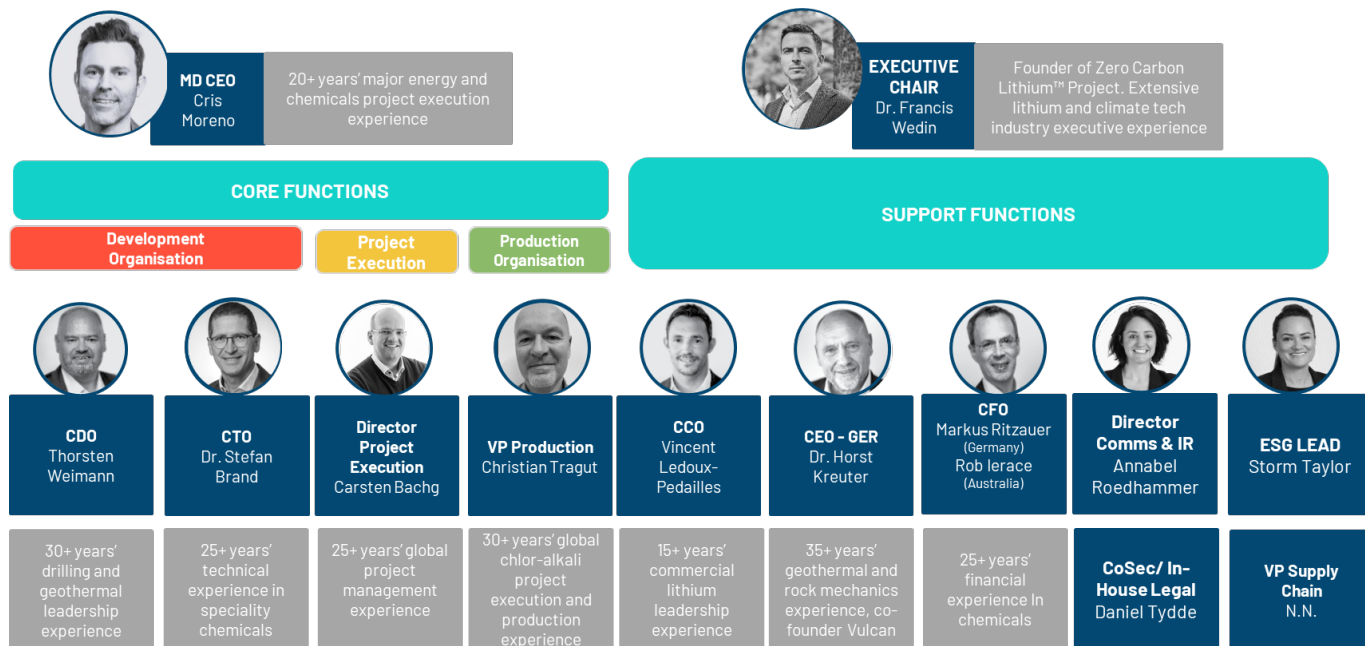 MD CEO
Cris
Moreno
20+ years’ major energy and
chemicals project execution
experience
EXECUTIVE
CHAIR
Dr. Francis
Wedin
Founder of Zero Carbon
Lithium™ Project. Extensive
lithium and climate tech
industry executive experience
CORE FUNCTIONS
SUPPORT FUNCTIONS
Development
Organisation
Project
Execution
Production
Organisation
CDO
Thorsten
Weimann
CTO
Dr. Stefan
Brand
Director
Project
Execution
Carsten Bachg
VP Production
Christian Tragut
CCO
Vincent
Ledoux-
Pedailles
CEO - GER
Dr. Horst
Kreuter
CFO
Markus Ritzauer
(Germany)
Rob Ierace
(Australia)
Director
Comms & IR
Annabel
Roedhammer
ESG LEAD
Storm Taylor
30+ years’
drilling and
geothermal
leadership
experience
25+ years’
technical
experience in
speciality
chemicals
25+ years’ global
project
management
experience
30+ years’ global
chlor-alkali
project
execution and
production
experience
15+ years’
commercial
lithium
leadership
experience
35+ years’
geothermal and
rock mechanics
experience, co-
founder Vulcan
25+ years’
financial
experience In
chemicals
CoSec/ In-
House Legal
Daniel Tydde
VP Supply
Chain
N.N.